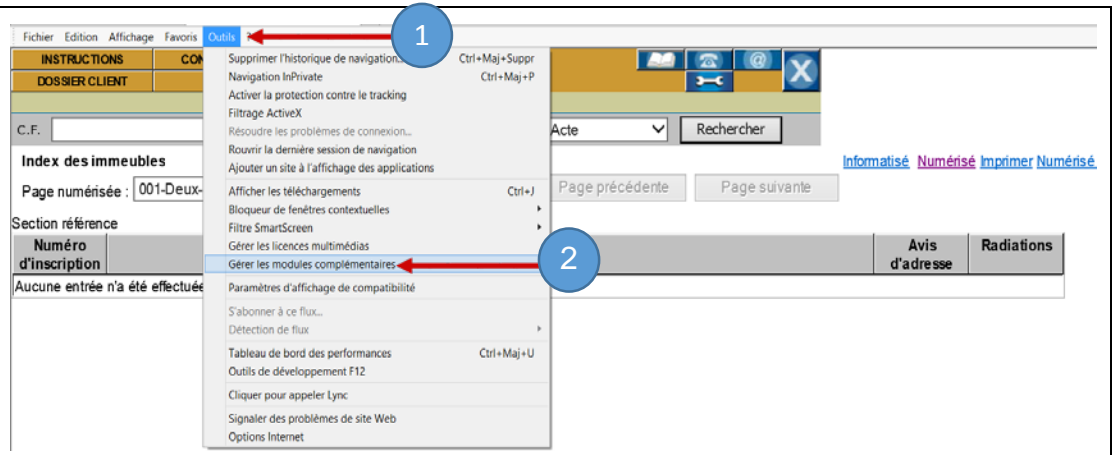 Fichier Edition Affichage Favoris Outils ?
1
INSTRUCTIONS
DOSSIER CLIENT
Supprimer l'historique de navigation... Ctrl+Maj+Suppr
Navigation InPrivate Ctrl+Maj+P
Activer la protection contre le tracking
Filtrage ActiveX
Résoudre les problèmes de connexion...
Rouvrir la dernière session de navigation
Ajouter un site à l'affichage des applications
Afficher les téléchargements Ctrl+J
Bloqueur de fenêtres contextuelles
Filtre SmartScreen
Gérer les licences multimédias
Gérer les modules complémentaires
2
Paramètres d'affichage de compatibilité
S'abonner à ce flux...
Détection de flux
Tableau de bord des performances Ctrl+Maj+U
Outils de développement F12
Cliquer pour appeler Lync
Signaler des problèmes de site Web
Options Internet
@ X
C.F. Acte Rechercher
Index des immeubles Informatisé Numérisé Imprimer Numérisé
Page numérisée : 001-Deux- Page précédente Page suivante
Section référence
Numéro d'inscription Avis d'adresse Radiations
Aucune entrée n'a été effectuée